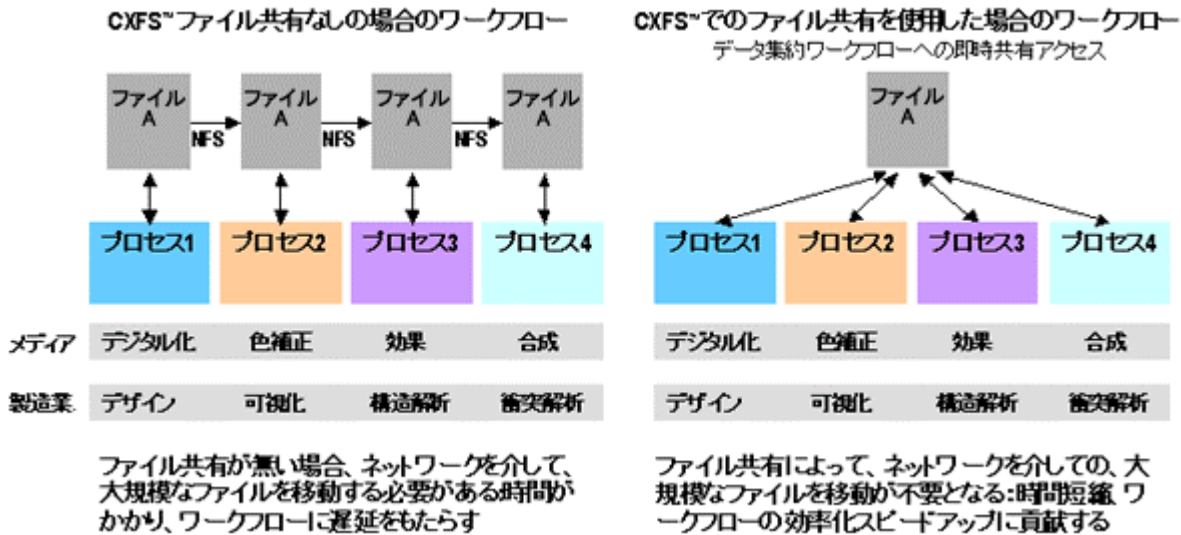 CXFS™ファイル共有なしの場合のワークフロー
ファイル
A
NFS
ファイル
A
NFS
ファイル
A
NFS
ファイル
A
プロセス1
プロセス2
プロセス3
プロセス4
メディア
デジタル化
色補正
効果
合成
製造業
デザイン
可視化
構造解析
衝突解析
ファイル共有が無い場合、ネットワークを介して、
大規模なファイルを移動する必要がある:時間が
かかり、ワークフローに遅延をもたらす
CXFS™でのファイル共有を使用した場合のワークフロー
データ集約ワークフローへの即時共有アクセス
ファイル
A
プロセス1
プロセス2
プロセス3
プロセス4
デジタル化
色補正
効果
合成
デザイン
可視化
構造解析
衝突解析
ファイル共有によって、ネットワークを介しての、大
規模なファイルを移動が不要となる:時間短縮、ワ
ークフローの効率化スピードアップに貢献する